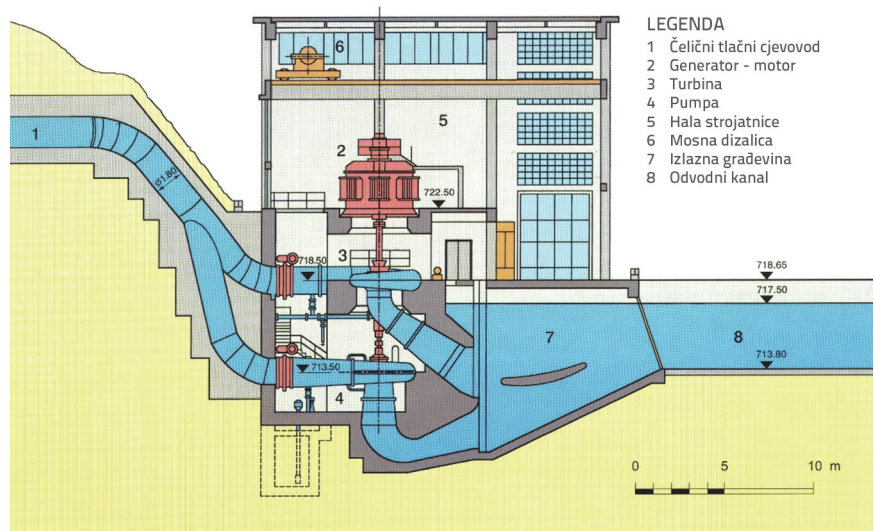 LEGENDA
1 Čelični tlačni cjevovod
2 Generator - motor
3 Turbina
4 Pumpa
5 Hala strojatnice
6 Mosna dizalica
7 Izlazna građevina
8 Odvodni kanal
6
1
5
2
Ø1.80
722.50
3
718.50
718.65
717.50
7
8
713.50
713.80
4
0 5 10 m